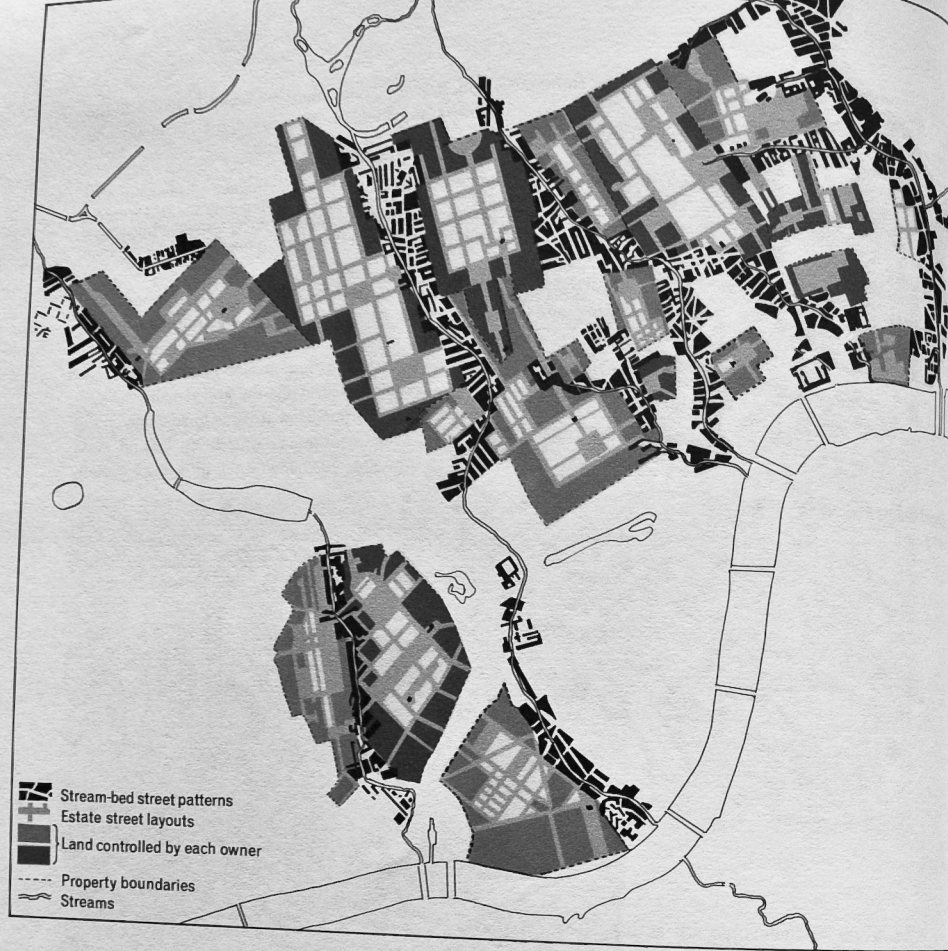 Stream-bed street patterns
Estate street layouts
Land controlled by each owner
Property boundaries
Streams